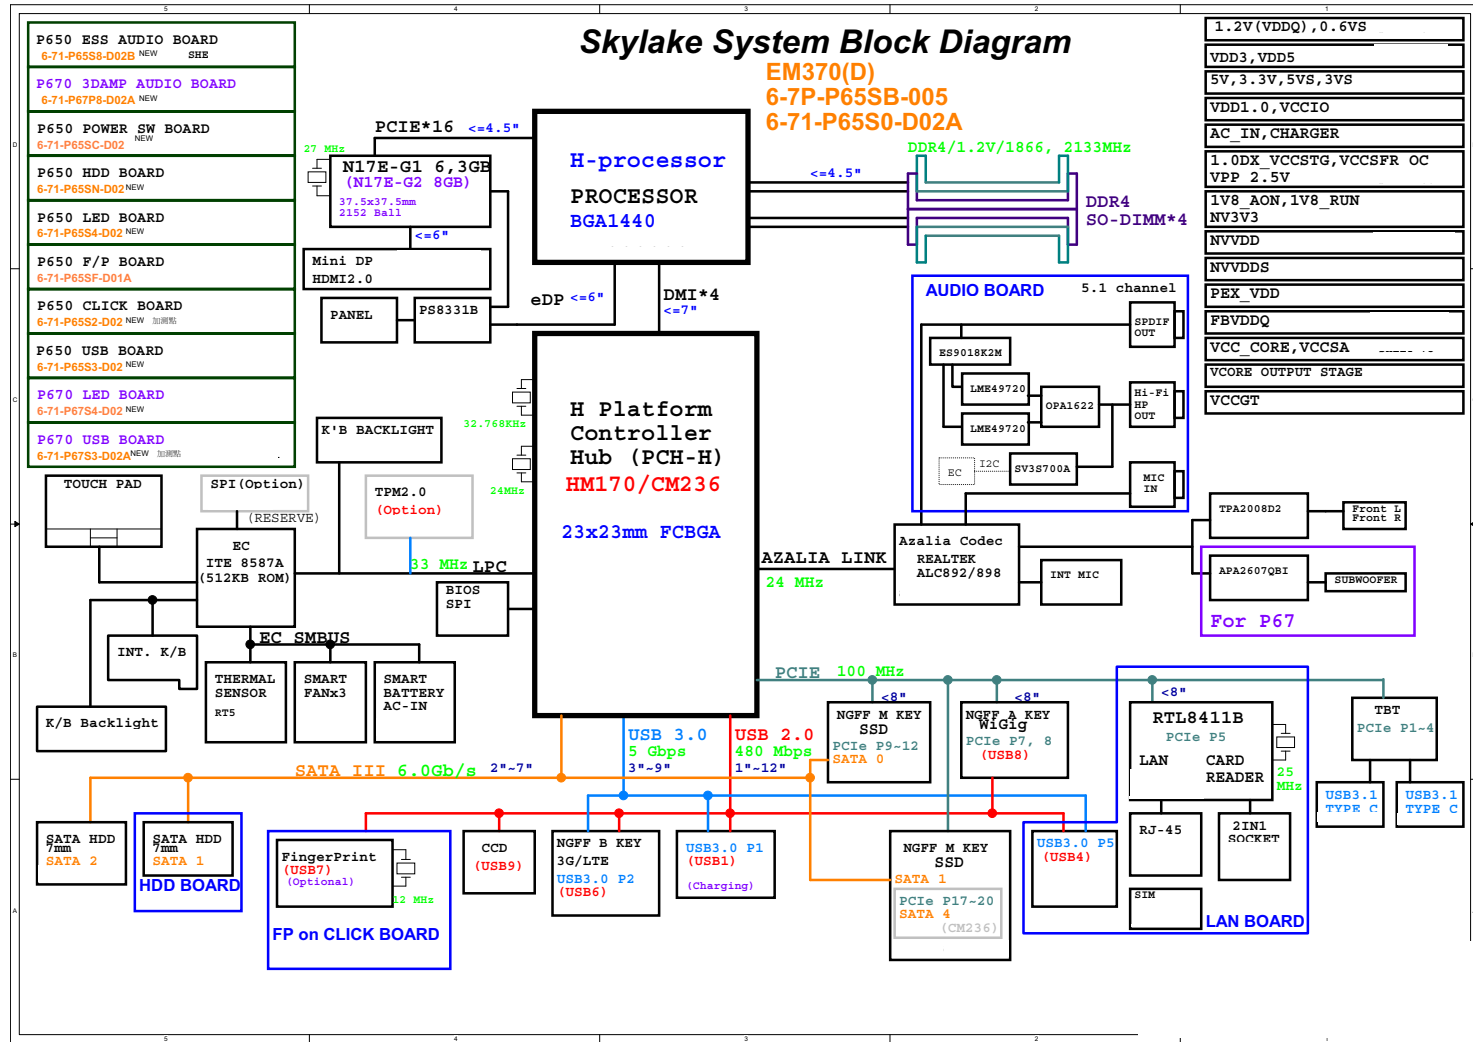 Skylake System Block Diagram
EM370(D)
6-7P-P65SB-005
6-71-P65S0-D02A
P650 ESS AUDIO BOARD
6-71-P65S8-D02B NEW SHE
P670 3DAMP AUDIO BOARD
6-71-P67P8-D02A NEW
P650 POWER SW BOARD
6-71-P65SC-D02 NEW
P650 HDD BOARD
6-71-P65SN-D02 NEW
P650 LED BOARD
6-71-P65S4-D02 NEW
P650 F/P BOARD
6-71-P65SF-D01A
P650 CLICK BOARD
6-71-P65S2-D02 NEW
P650 USB BOARD
6-71-P65S3-D02 NEW
P670 LED BOARD
6-71-P67S4-D02 NEW
P670 USB BOARD
6-71-P67S3-D02A NEW
1.2V(VDDQ),0.6VS
VDD3,VDD5
5V,3.3V,5VS,3VS
VDD1.0,VCCIO
AC_IN,CHARGER
1.0DX_VCCSTG,VCCSFR OC
VPP 2.5V
1V8_AON,1V8_RUN
NV3V3
NVVDD
NVVDDS
PEX_VDD
FBVDDQ
VCC_CORE,VCCSA
VCORE OUTPUT STAGE
VCCGT
PCIE*16 <=4.5"
27 MHz
N17E-G1 6,3GB
(N17E-G2 8GB)
37.5x37.5mm
2152 Ball
<=6"
Mini DP
HDMI2.0
PANEL
PS8331B
eDP <=6"
DMI*4
<=7"
H-processor
PROCESSOR
BGA1440
<=4.5"
DDR4/1.2V/1866, 2133MHz
DDR4
SO-DIMM*4
AUDIO BOARD
5.1 channel
SPDIF
OUT
ES9018K2M
LME49720
LME49720
OPA1622
Hi-Fi
HP
OUT
EC
I2C
SV3S700A
MIC
IN
H Platform
Controller
Hub (PCH-H)
HM170/CM236
23x23mm FCBGA
32.768KHz
24MHz
K'B BACKLIGHT
TOUCH PAD
SPI(Option)
(RESERVE)
TPM2.0
(Option)
EC
ITE 8587A
(512KB ROM)
33 MHz LPC
BIOS
SPI
AZALIA LINK
24 MHz
Azalia Codec
REALTEK
ALC892/898
INT MIC
TPA2008D2
Front L
Front R
APA2607QBI
SUBWOOFER
For P67
EC SMBUS
INT. K/B
K/B Backlight
THERMAL
SENSOR
RT5
SMART
FANx3
SMART
BATTERY
AC-IN
PCIE 100 MHz
<8"
<8"
<8"
NGFF M KEY
SSD
PCIe P9~12
SATA 0
NGFF A KEY
WiGig
PCIe P7, 8
(USB8)
RTL8411B
PCIe P5
LAN
CARD
READER
25
MHz
TBT
PCIe P1~4
USB3.1
TYPE C
USB3.1
TYPE C
USB 3.0
5 Gbps
3"~9"
USB 2.0
480 Mbps
1"~12"
SATA III 6.0Gb/s 2"~7"
SATA HDD
7mm
SATA 2
SATA HDD
7mm
SATA 1
HDD BOARD
FingerPrint
(USB7)
(Optional)
12 MHz
FP on CLICK BOARD
CCD
(USB9)
NGFF B KEY
3G/LTE
USB3.0 P2
(USB6)
USB3.0 P1
(USB1)
(Charging)
NGFF M KEY
SSD
SATA 1
PCIe P17~20
SATA 4
(CM236)
USB3.0 P5
(USB4)
RJ-45
2IN1
SOCKET
SIM
LAN BOARD